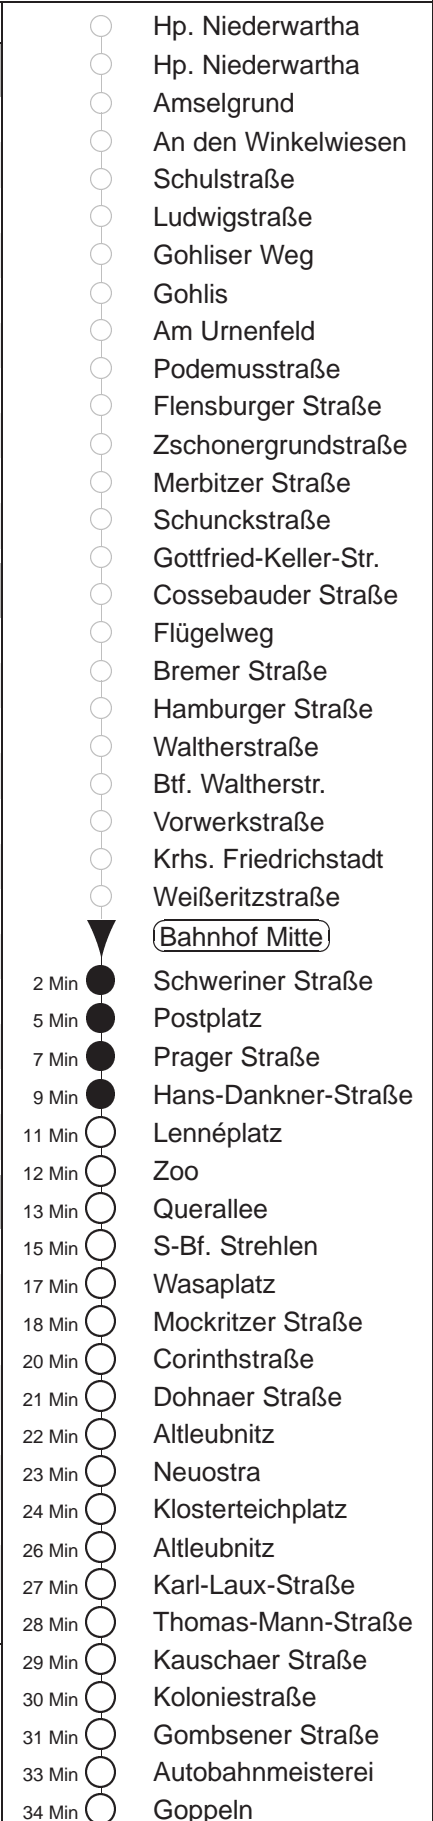 Hp. Niederwartha
Hp. Niederwartha
Amselgrund
An den Winkelwiesen
Schulstraße
Ludwigstraße
Gohliser Weg
Gohlis
Am Urnenfeld
Podemusstraße
Flensburger Straße
Zschonergrundstraße
Merbitzer Straße
Schunckstraße
Gottfried-Keller-Str.
Cossebauder Straße
Flügelweg
Bremer Straße
Hamburger Straße
Waltherstraße
Btf. Waltherstr.
Vorwerkstraße
Krhs. Friedrichstadt
Weißeritzstraße
Bahnhof Mitte
2 Min Schweriner Straße
5 Min Postplatz
7 Min Prager Straße
9 Min Hans-Dankner-Straße
11 Min Lennéplatz
12 Min Zoo
13 Min Querallee
15 Min S-Bf. Strehlen
17 Min Wasaplatz
18 Min Mockritzer Straße
20 Min Corinthstraße
21 Min Dohnaer Straße
22 Min Altleubnitz
23 Min Neuostra
24 Min Klosterteichplatz
26 Min Altleubnitz
27 Min Karl-Laux-Straße
28 Min Thomas-Mann-Straße
29 Min Kauschaer Straße
30 Min Koloniestraße
31 Min Gombsener Straße
33 Min Autobahnmeisterei
34 Min Goppeln